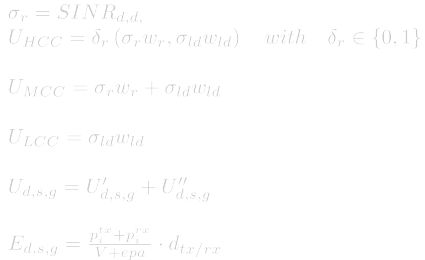 σ_r = SINR_{d,d,}
U_{HCC} = δ_r (σ_r w_r, σ_{ld} w_{ld}) with δ_r ∈ {0, 1}
U_{MCC} = σ_r w_r + σ_{ld} w_{ld}
U_{LCC} = σ_{ld} w_{ld}
U_{d,s,g} = U'_{d,s,g} + U''_{d,s,g}
E_{d,s,g} = \frac{p_i^{tx} + p_i^{rx}}{V + epa} · d_{tx/rx}